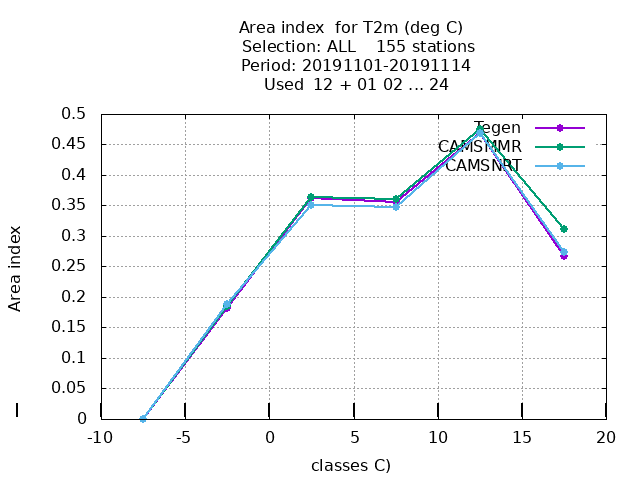 Area index  for T2m (deg C)
Selection: ALL    155 stations
Period: 20191101-20191114
Used  12 + 01 02 ... 24
0.5
0.45
0.4
0.35
0.3
0.25
0.2
0.15
0.1
0.05
0
-10
-5
0
5
10
15
20
Area index
classes C)
Tegen
CAMSMMR
CAMSNRT